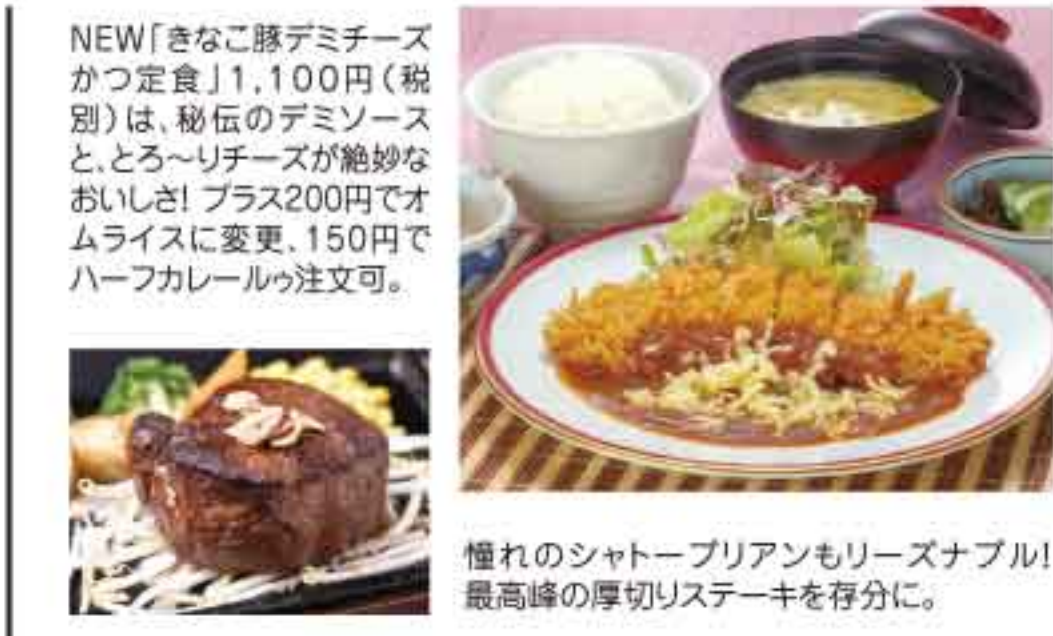 NEW「きなこ豚デミチーズ
かつ定食」1,100円(税
別)は、秘伝のデミソース
と、とろ〜りチーズが絶妙な
おいしさ! プラス200円でオ
ムライスに変更、150円で
ハーフカレールゥ注文可。
憧れのシャトーブリアンもリーズナブル!
最高峰の厚切りステーキを存分に。